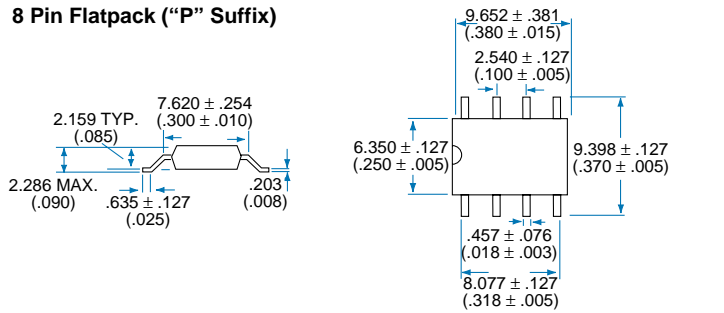 8 Pin Flatpack (“P” Suffix)
9.652 ± .381
(.380 ± .015)
2.540 ± .127
(.100 ± .005)
7.620 ± .254
(.300 ± .010)
2.159 TYP.
(.085)
2.286 MAX.
(.090)
.635 ± .127
(.025)
.203
(.008)
6.350 ± .127
(.250 ± .005)
9.398 ± .127
(.370 ± .005)
.457 ± .076
(.018 ± .003)
8.077 ± .127
(.318 ± .005)